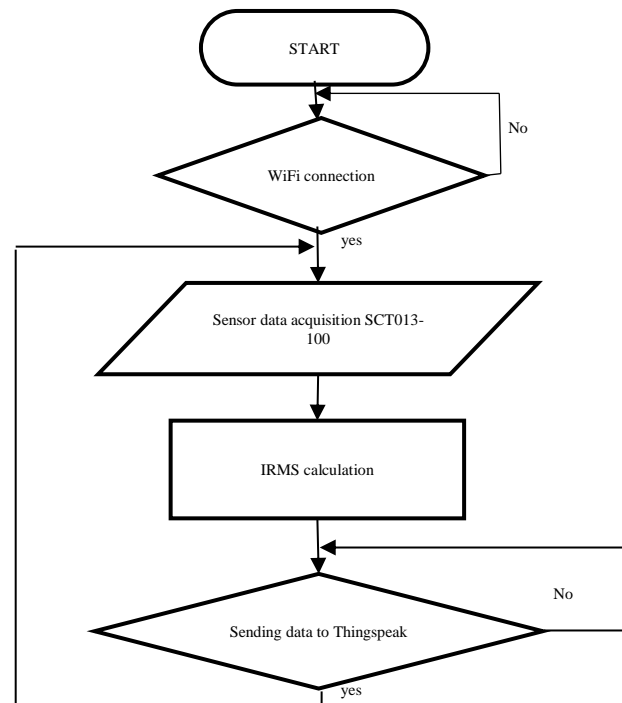 START
No
WiFi connection
yes
Sensor data acquisition SCT013-
100
IRMS calculation
No
Sending data to Thingspeak
yes